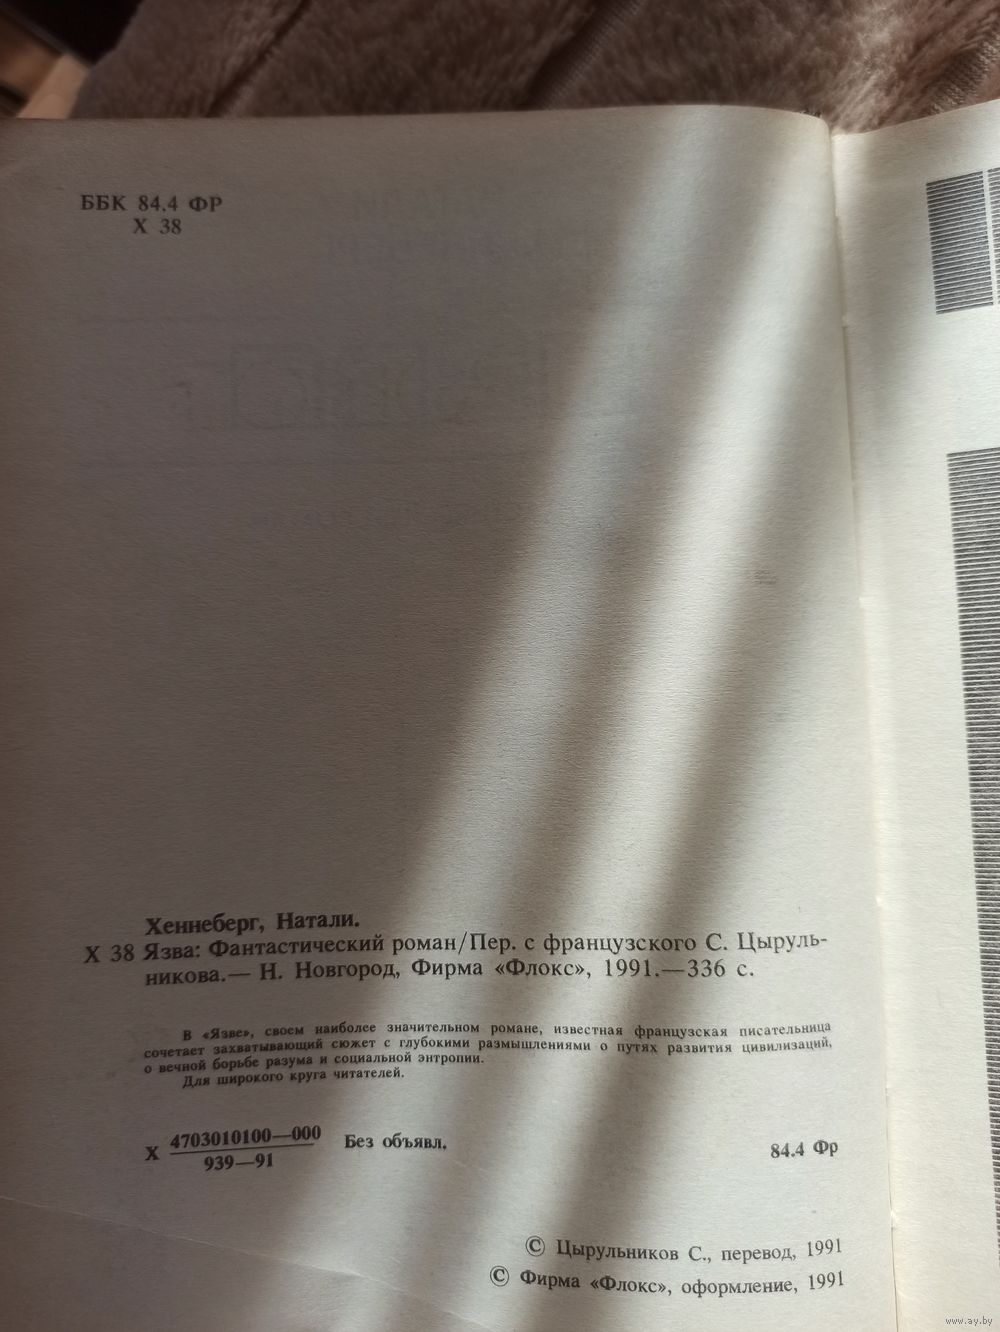 ББК 84.4 ФР
Х 38
Хеннеберг, Натали.
Х 38 Язва: Фантастический роман/Пер. с французского С. Цыруль-
никова.— Н. Новгород, Фирма «Флокс», 1991.—336 с.
В «Язве», своем наиболее значительном романе, известная французская писательница
сочетает захватывающий сюжет с глубокими размышлениями о путях развития цивилизаций,
о вечной борьбе разума и социальной энтропии.
Для широкого круга читателей.
Х 4703010100—000 Без объявл.
939—91
84.4 Фр
© Цырульников С., перевод, 1991
© Фирма «Флокс», оформление, 1991
www.ay.by